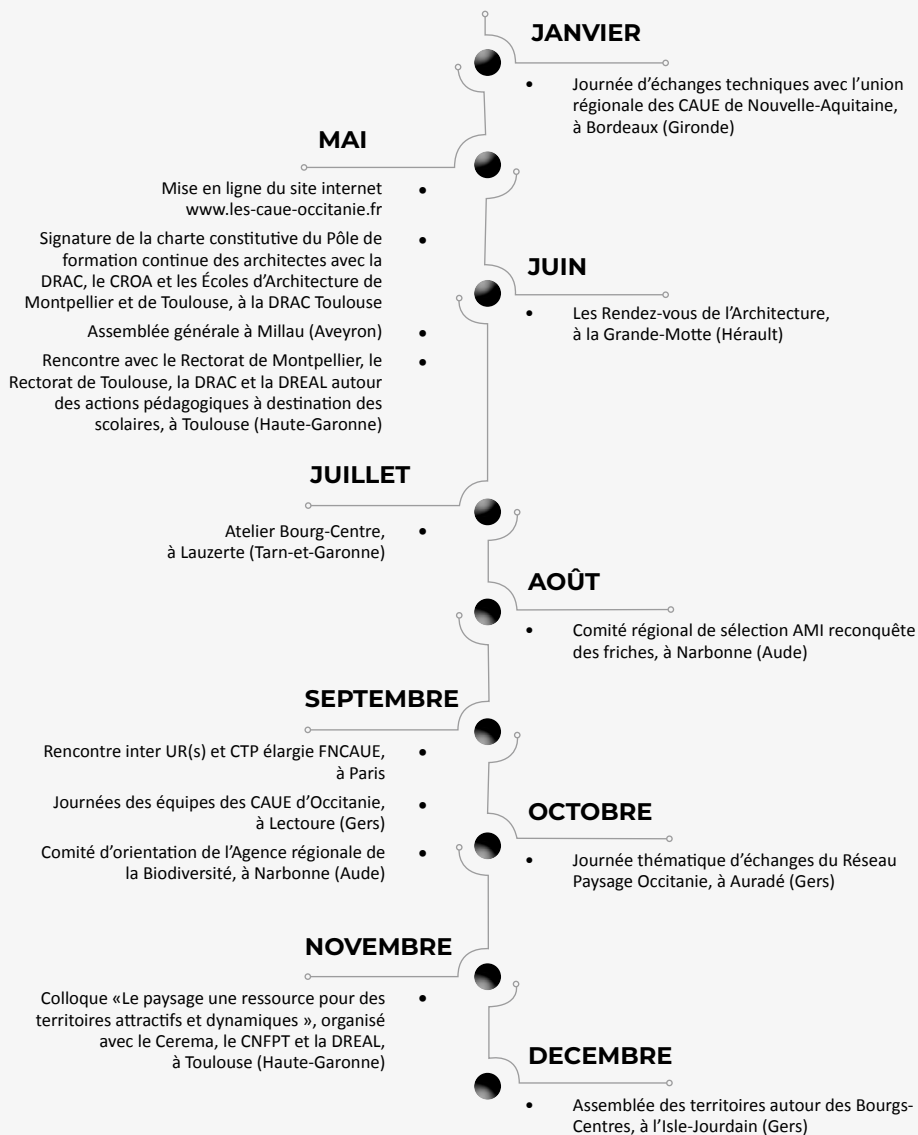 JANVIER
• Journée d'échanges techniques avec l'union
régionale des CAUE de Nouvelle-Aquitaine,
à Bordeaux (Gironde)
MAI
Mise en ligne du site internet •
www.les-caue-occitanie.fr
Signature de la charte constitutive du Pôle de •
formation continue des architectes avec la
DRAC, le CROA et les Écoles d'Architecture de
Montpellier et de Toulouse, à la DRAC Toulouse
Assemblée générale à Millau (Aveyron) •
Rencontre avec le Rectorat de Montpellier, le •
Rectorat de Toulouse, la DRAC et la DREAL autour
des actions pédagogiques à destination des
scolaires, à Toulouse (Haute-Garonne)
JUIN
• Les Rendez-vous de l'Architecture,
à la Grande-Motte (Hérault)
JUILLET
Atelier Bourg-Centre, •
à Lauzerte (Tarn-et-Garonne)
AOÛT
• Comité régional de sélection AMI reconquête
des friches, à Narbonne (Aude)
SEPTEMBRE
Rencontre inter UR(s) et CTP élargie FNCAUE, •
à Paris
Journées des équipes des CAUE d'Occitanie, •
à Lectoure (Gers)
Comité d'orientation de l'Agence régionale de •
la Biodiversité, à Narbonne (Aude)
OCTOBRE
• Journée thématique d'échanges du Réseau
Paysage Occitanie, à Auradé (Gers)
NOVEMBRE
Colloque «Le paysage une ressource pour des •
territoires attractifs et dynamiques », organisé
avec le Cerema, le CNFPT et la DREAL,
à Toulouse (Haute-Garonne)
DECEMBRE
• Assemblée des territoires autour des Bourgs-
Centres, à l'Isle-Jourdain (Gers)